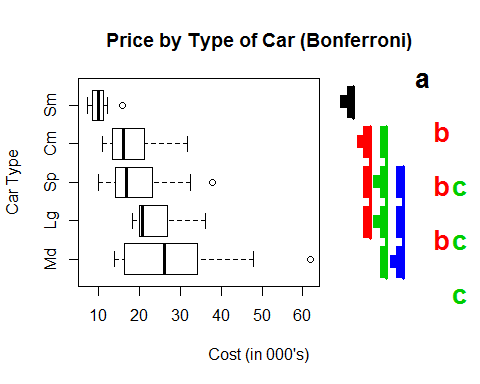 Price by Type of Car (Bonferroni)
a
Sm
b
Cm
b c
Sp
b c
Lg
c
Md
Car Type
10 20 30 40 50 60
Cost (in 000's)